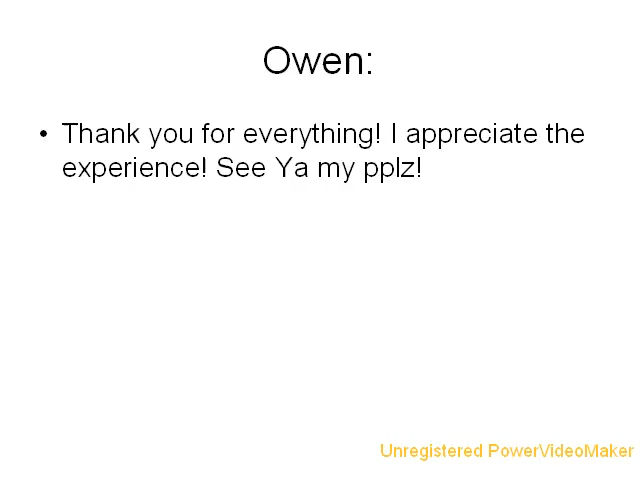 Owen:
• Thank you for everything! I appreciate the
experience! See Ya my pplz!
Unregistered PowerVideoMaker